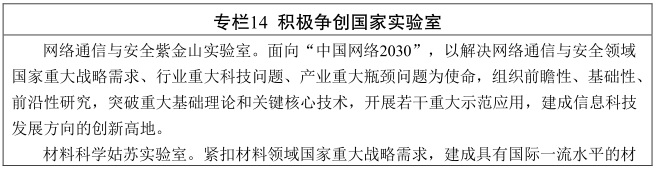 专栏14 积极争创国家实验室
网络通信与安全紫金山实验室。面向“中国网络2030”，以解决网络通信与安全领域
国家重大战略需求、行业重大科技问题、产业重大瓶颈问题为使命，组织前瞻性、基础性、
前沿性研究，突破重大基础理论和关键核心技术，开展若干重大示范应用，建成信息科技
发展方向的创新高地。
材料科学姑苏实验室。紧扣材料领域国家重大战略需求，建成具有国际一流水平的材